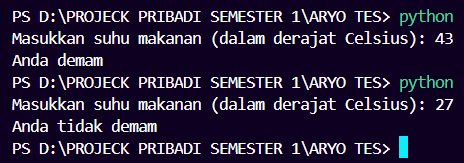 PS D:\PROJECK PRIBADI SEMESTER 1\ARYO TES> python
Masukkan suhu makanan (dalam derajat Celsius): 43
Anda demam
PS D:\PROJECK PRIBADI SEMESTER 1\ARYO TES> python
Masukkan suhu makanan (dalam derajat Celsius): 27
Anda tidak demam
PS D:\PROJECK PRIBADI SEMESTER 1\ARYO TES>